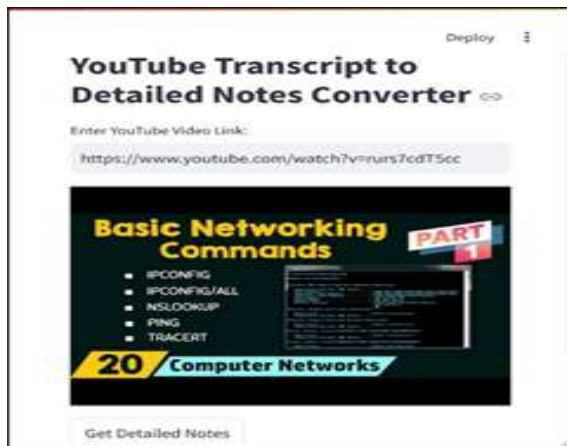 Deploy
YouTube Transcript to
Detailed Notes Converter
Enter YouTube Video Link:
https://www.youtube.com/watch?v=rurs7cdT5cc
Basic Networking
Commands
PART
1
IPCONFIG
IPCONFIG/ALL
NSLOOKUP
PING
TRACERT
20
Computer Networks
Get Detailed Notes